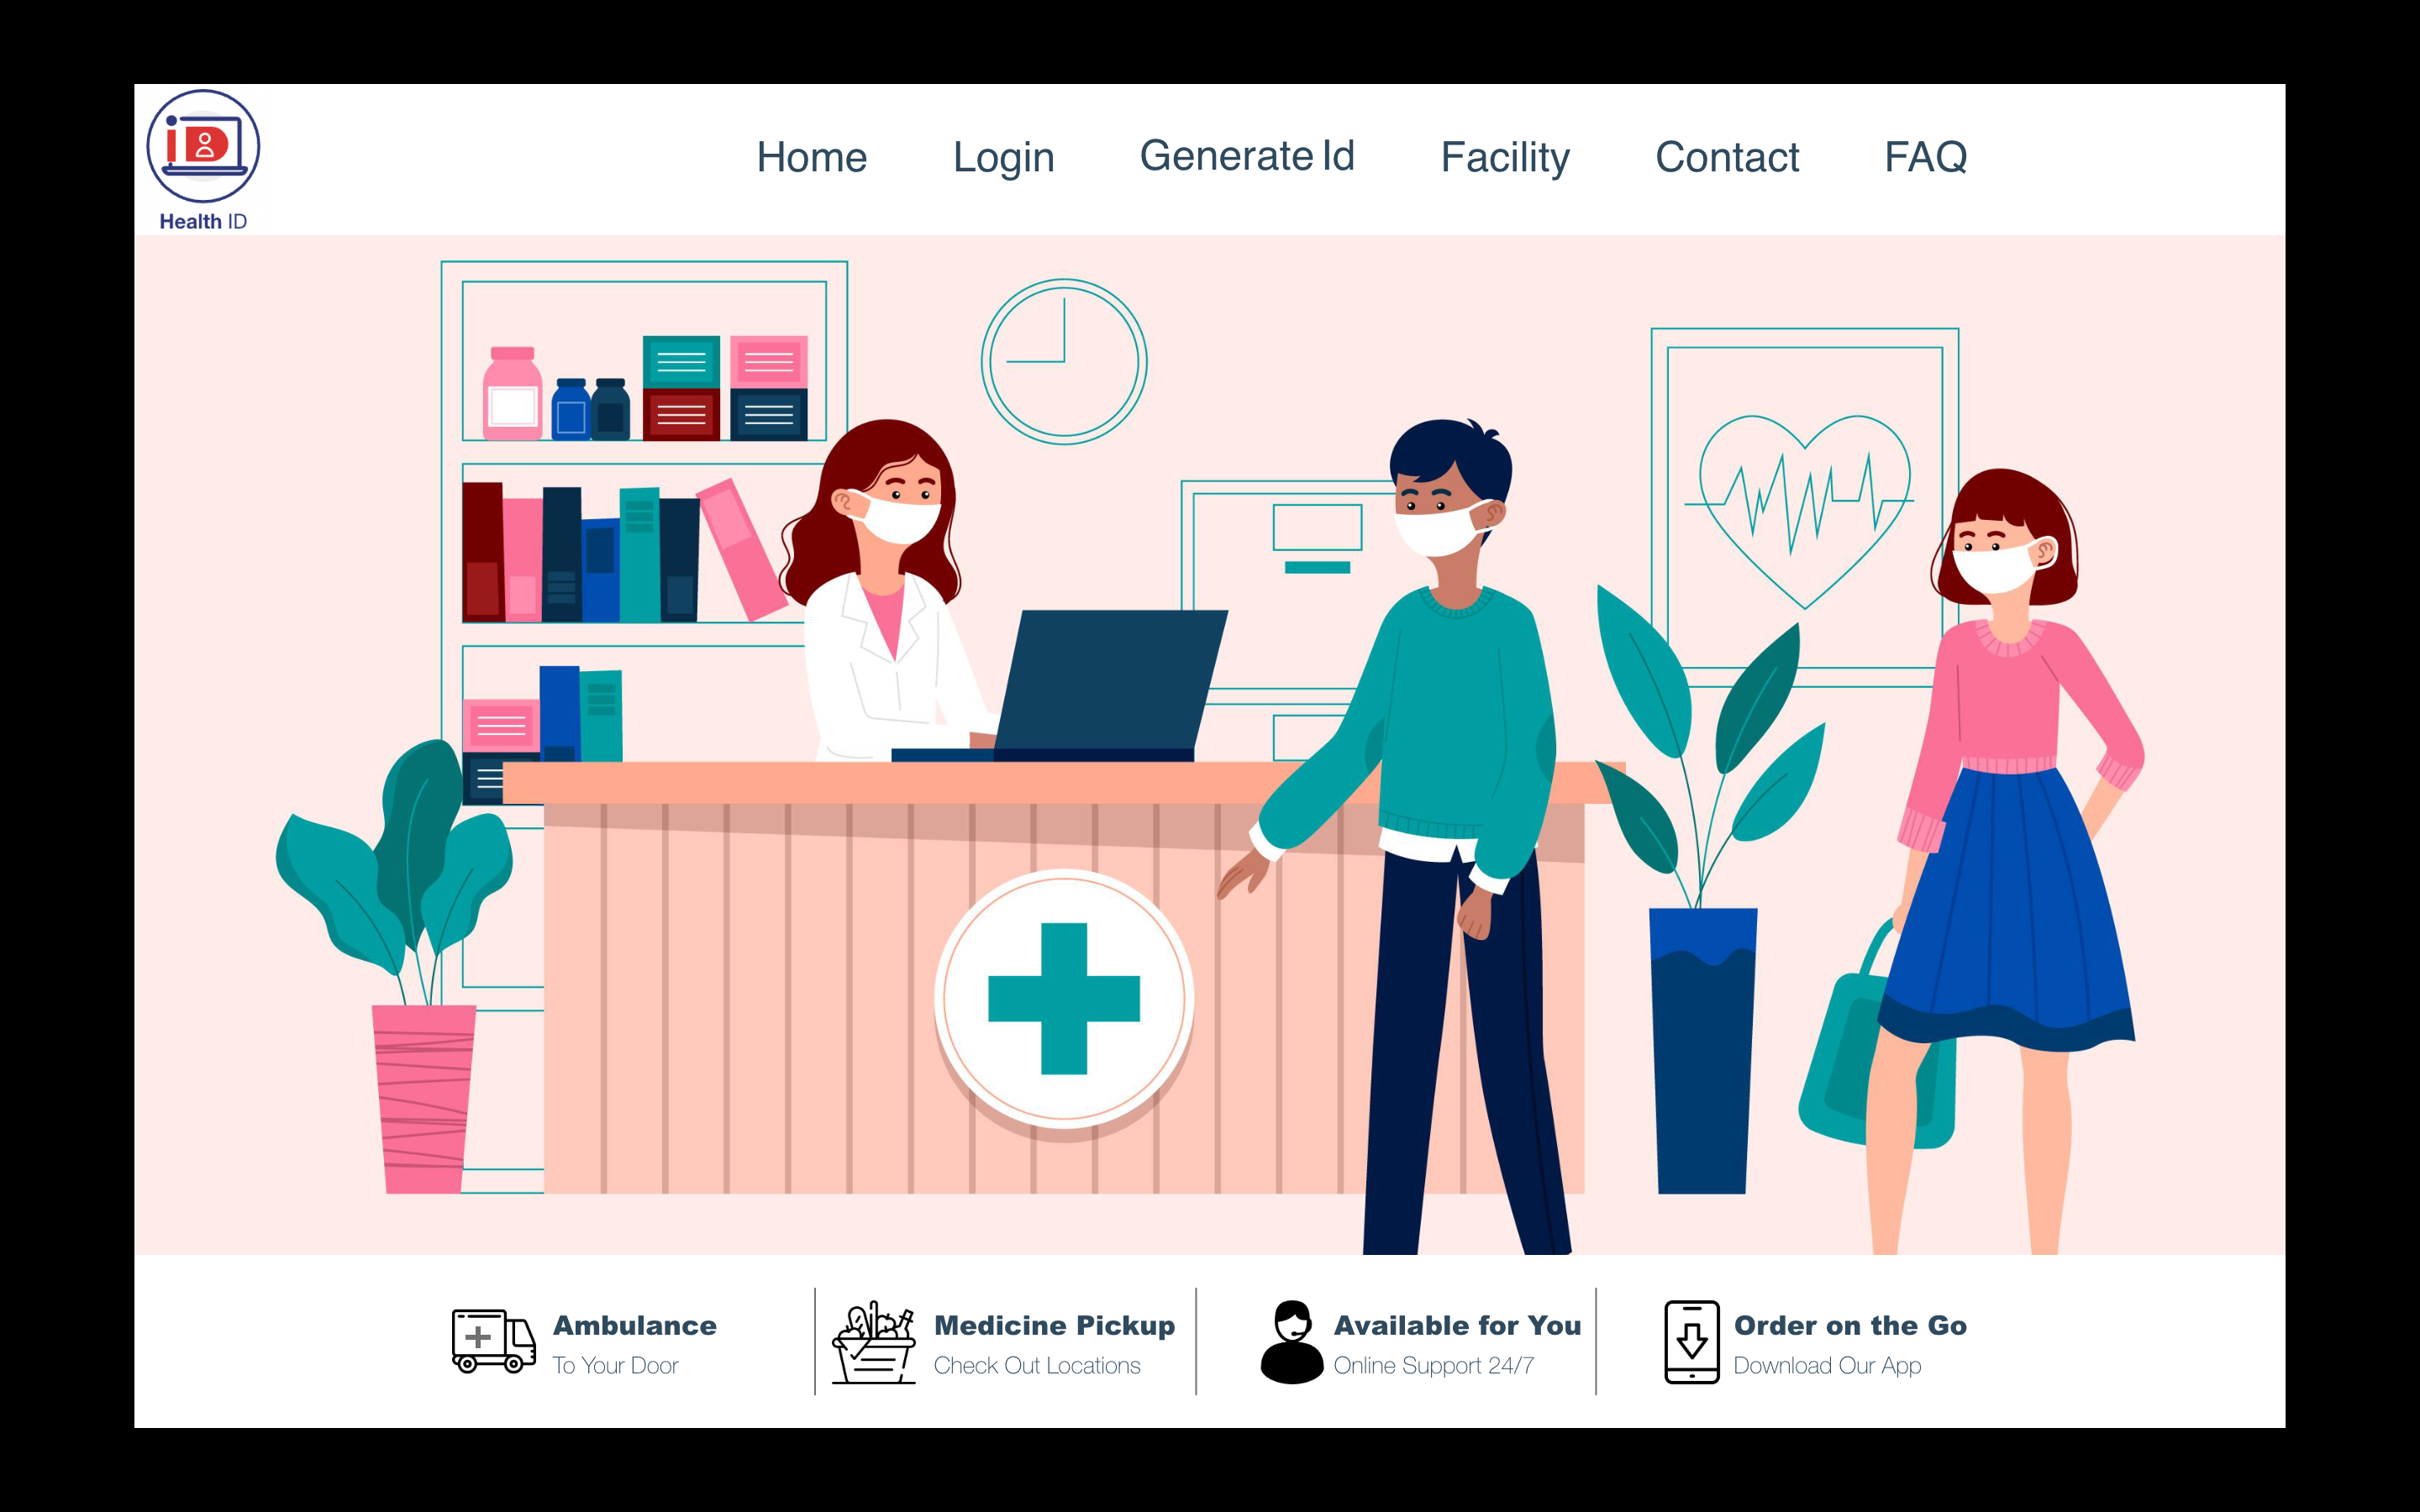 Health ID
Home Login Generate Id Facility Contact FAQ
Ambulance
To Your Door
Medicine Pickup
Check Out Locations
Available for You
Online Support 24/7
Order on the Go
Download Our App